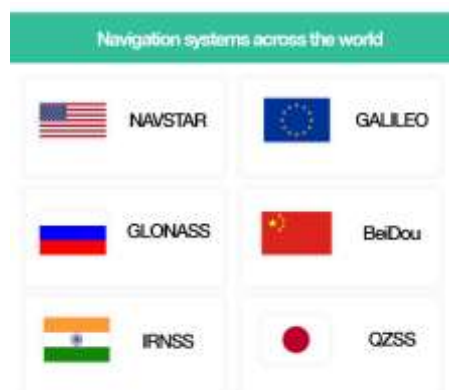 Navigation systems across the world
NAVSTAR
GALILEO
GLONASS
BeiDou
IRNSS
QZSS